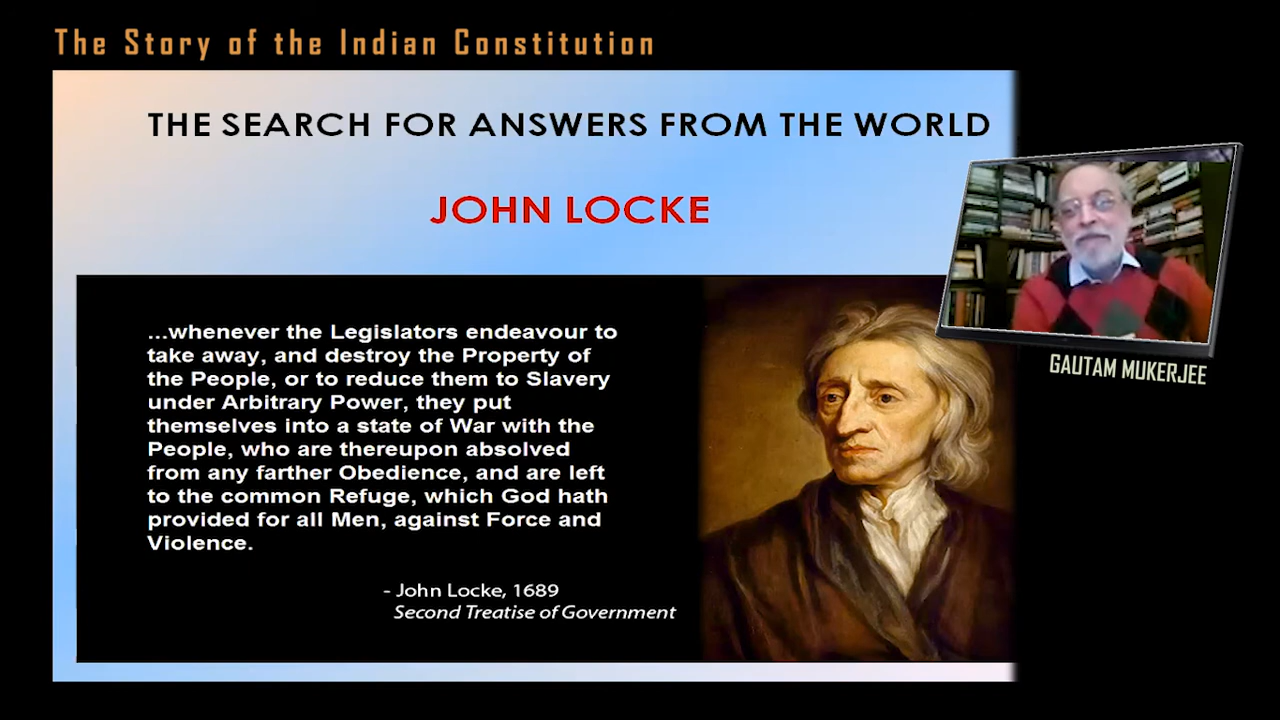 The Story of the Indian Constitution
THE SEARCH FOR ANSWERS FROM THE WORLD
JOHN LOCKE
...whenever the Legislators endeavour to
take away, and destroy the Property of
the People, or to reduce them to Slavery
under Arbitrary Power, they put
themselves into a state of War with the
People, who are thereupon absolved
from any farther Obedience, and are left
to the common Refuge, which God hath
provided for all Men, against Force and
Violence.
- John Locke, 1689
Second Treatise of Government
GAUTAM MUKERJEE